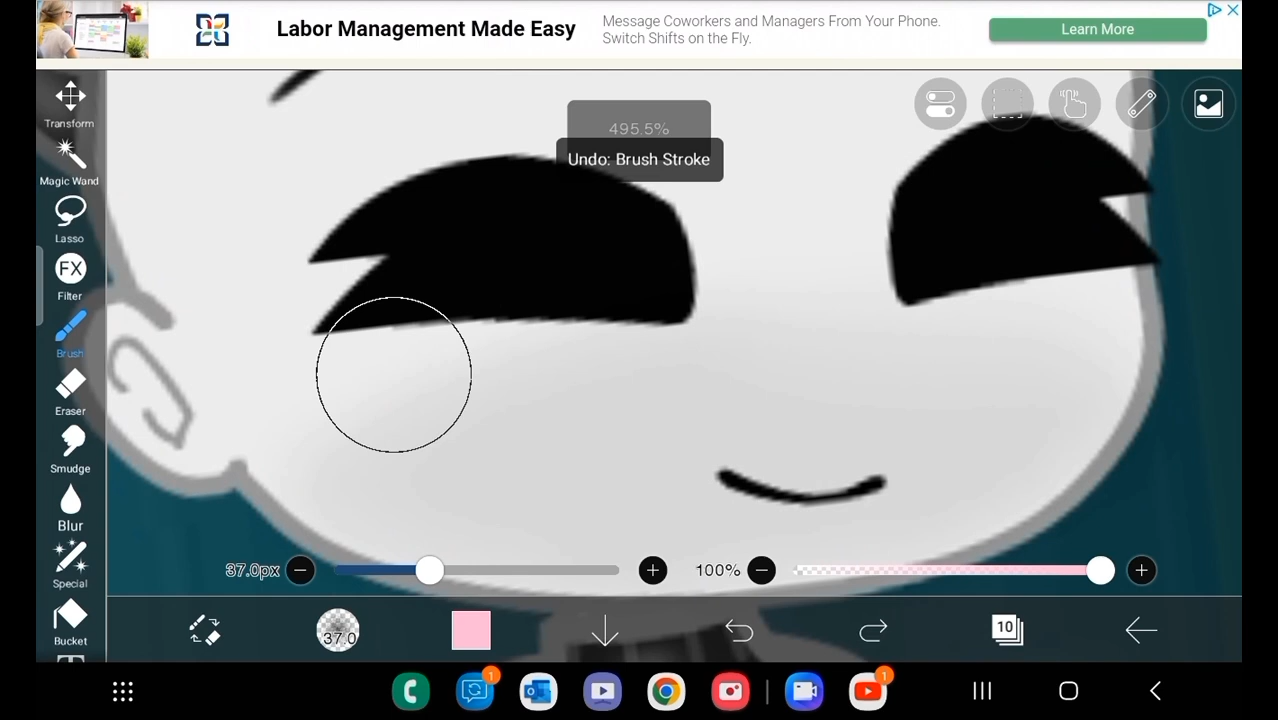 Labor Management Made Easy
Message Coworkers and Managers From Your Phone.
Switch Shifts on the Fly.
Learn More
Transform
Magic Wand
Lasso
FX
Filter
Brush
Eraser
Smudge
Blur
Special
Bucket
495.5%
Undo: Brush Stroke
37.0px
100%
37.0
10
1
1